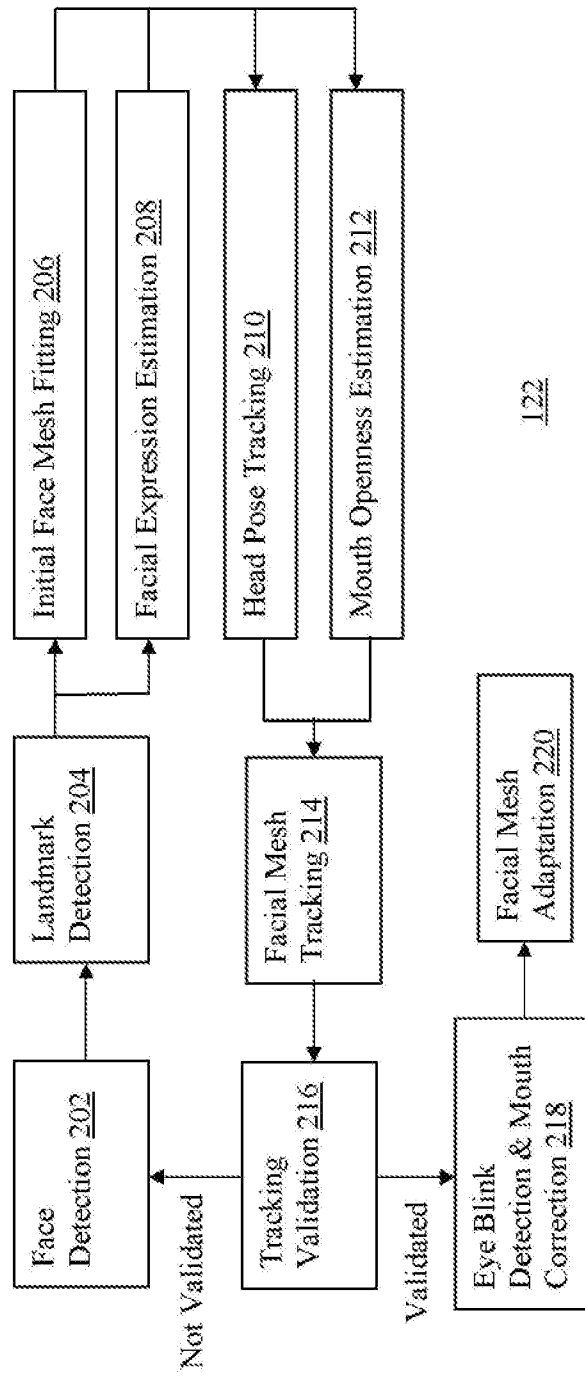 Face
Detection 202
Landmark
Detection 204
Initial Face Mesh Fitting 206
Facial Expression Estimation 208
Head Pose Tracking 210
Mouth Openness Estimation 212
Facial Mesh
Tracking 214
Tracking
Validation 216
Not Validated
Validated
Eye Blink
Detection & Mouth
Correction 218
Facial Mesh
Adaptation 220
122